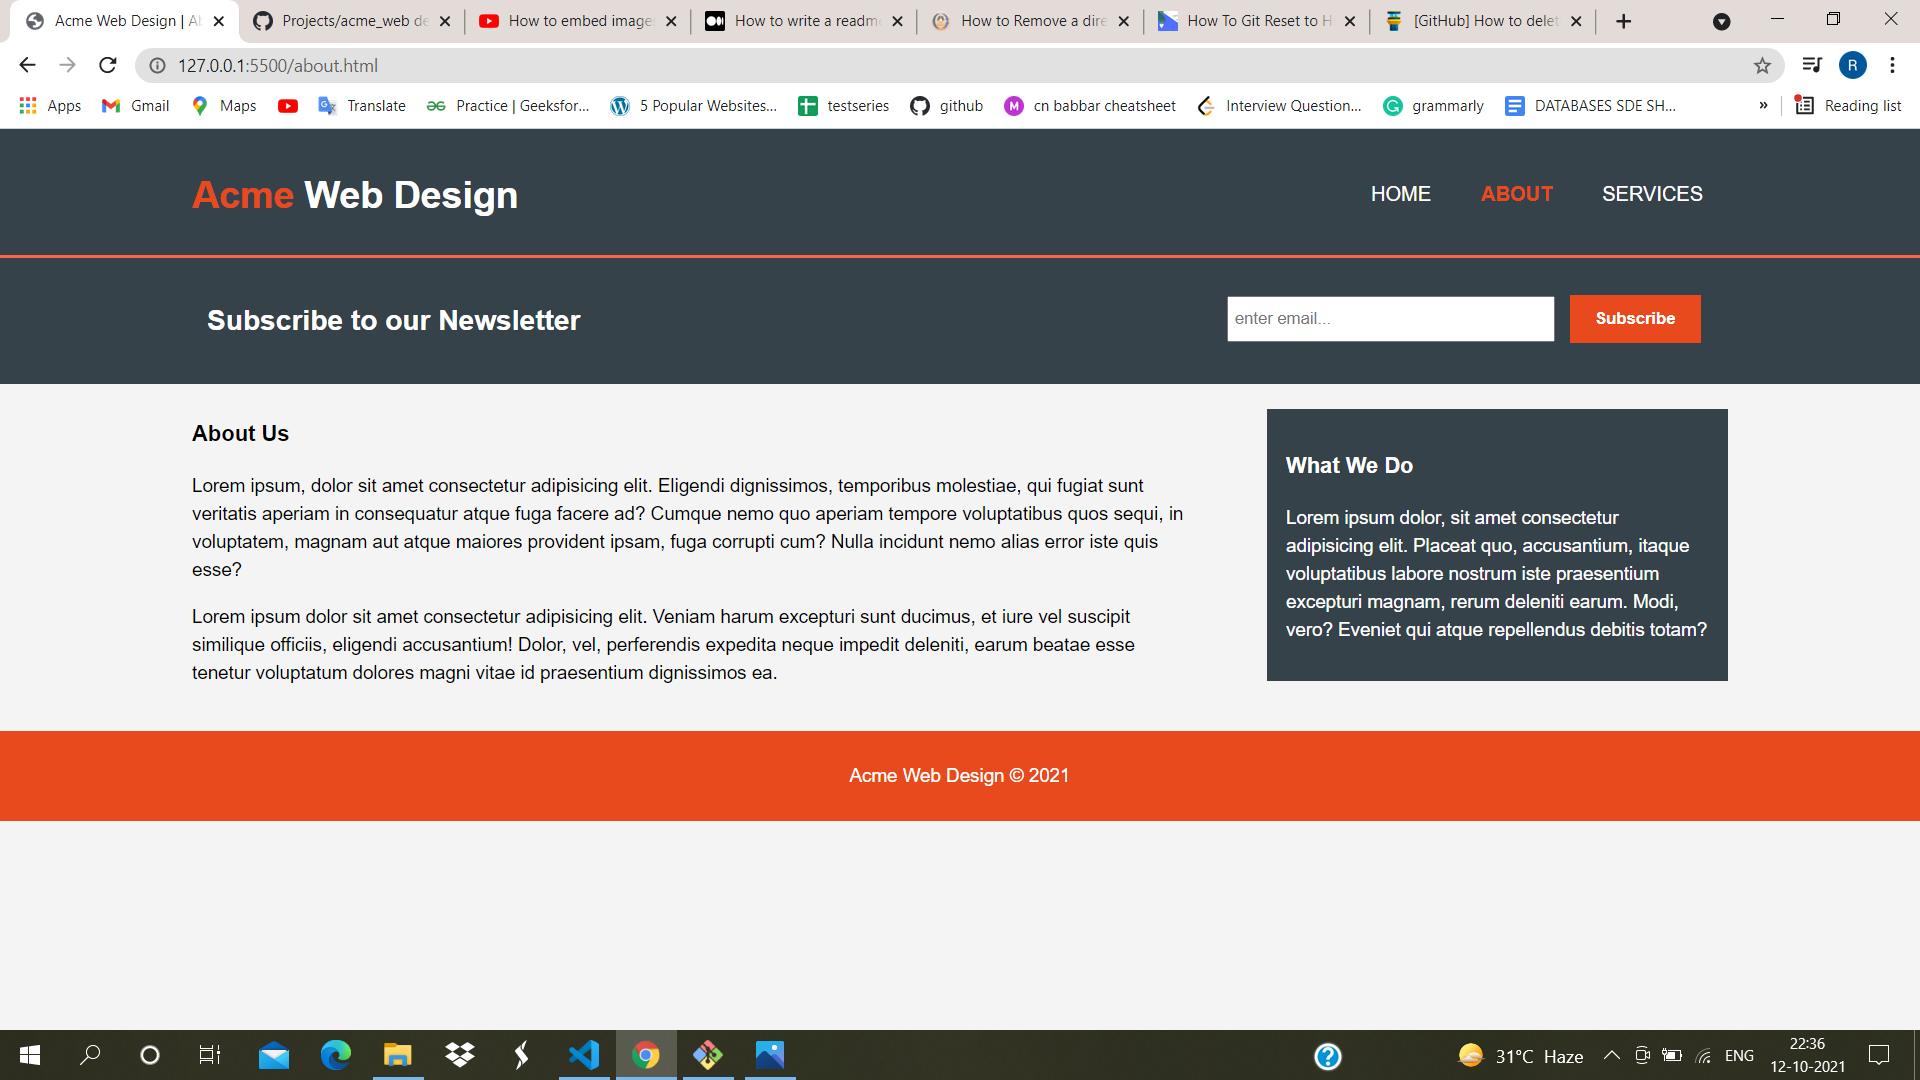 Acme Web Design | Al
Projects/acme_web de
How to embed image
How to write a readme
How to Remove a dire
How To Git Reset to H
[GitHub] How to delet
127.0.0.1:5500/about.html
R
Apps
Gmail
Maps
Translate
Practice | Geeksfor...
5 Popular Websites...
testseries
github
M
cn babbar cheatsheet
Interview Question...
grammarly
DATABASES SDE SH...
»
Reading list
Acme Web Design
HOME
ABOUT
SERVICES
Subscribe to our Newsletter
enter email...
Subscribe
About Us
Lorem ipsum, dolor sit amet consectetur adipisicing elit. Eligendi dignissimos, temporibus molestiae, qui fugiat sunt
veritatis aperiam in consequatur atque fuga facere ad? Cumque nemo quo aperiam tempore voluptatibus quos sequi, in
voluptatem, magnam aut atque maiores provident ipsam, fuga corrupti cum? Nulla incidunt nemo alias error iste quis
esse?
Lorem ipsum dolor sit amet consectetur adipisicing elit. Veniam harum excepturi sunt ducimus, et iure vel suscipit
similique officiis, eligendi accusantium! Dolor, vel, perferendis expedita neque impedit deleniti, earum beatae esse
tenetur voluptatum dolores magni vitae id praesentium dignissimos ea.
What We Do
Lorem ipsum dolor, sit amet consectetur
adipisicing elit. Placeat quo, accusantium, itaque
voluptatibus labore nostrum iste praesentium
excepturi magnam, rerum deleniti earum. Modi,
vero? Eveniet qui atque repellendus debitis totam?
Acme Web Design © 2021
31°C Haze
ENG
22:36
12-10-2021